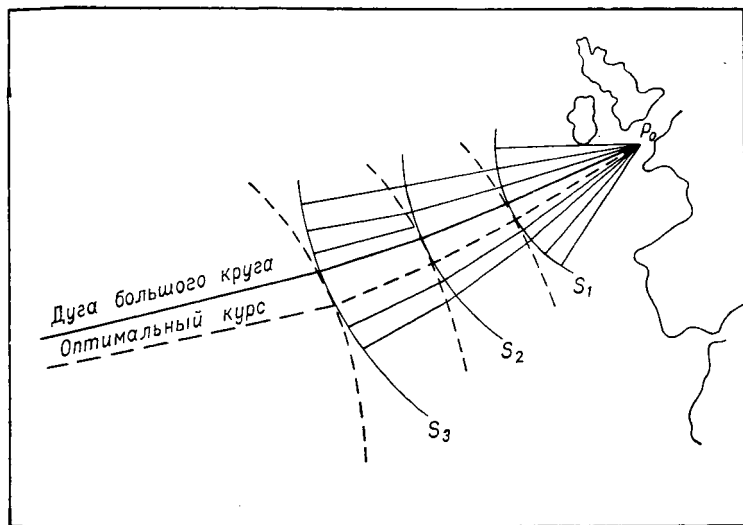 P₀
S₁
Дуга большого круга
Оптимальный курс
S₂
S₃